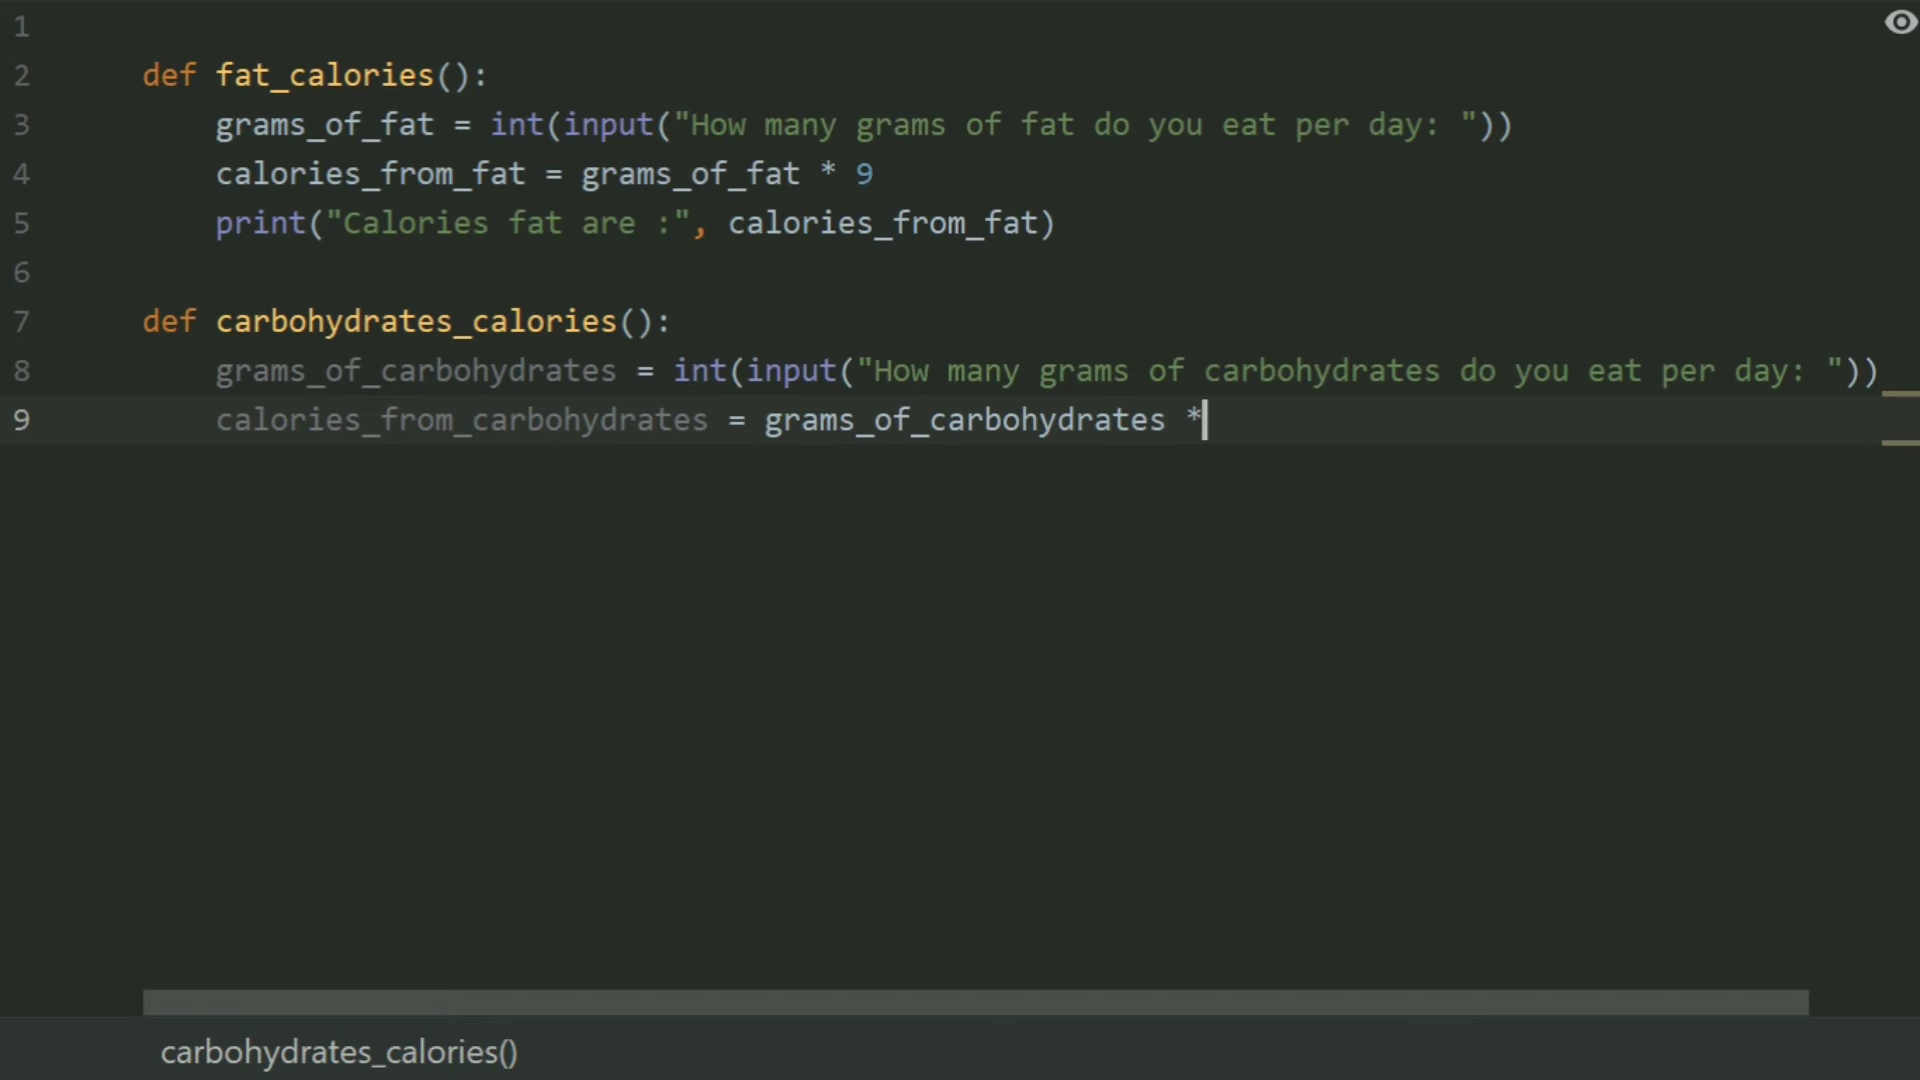 1
2 def fat_calories():
3 grams_of_fat = int(input("How many grams of fat do you eat per day: "))
4 calories_from_fat = grams_of_fat * 9
5 print("Calories fat are :", calories_from_fat)
6
7 def carbohydrates_calories():
8 grams_of_carbohydrates = int(input("How many grams of carbohydrates do you eat per day: "))
9 calories_from_carbohydrates = grams_of_carbohydrates *
carbohydrates_calories()